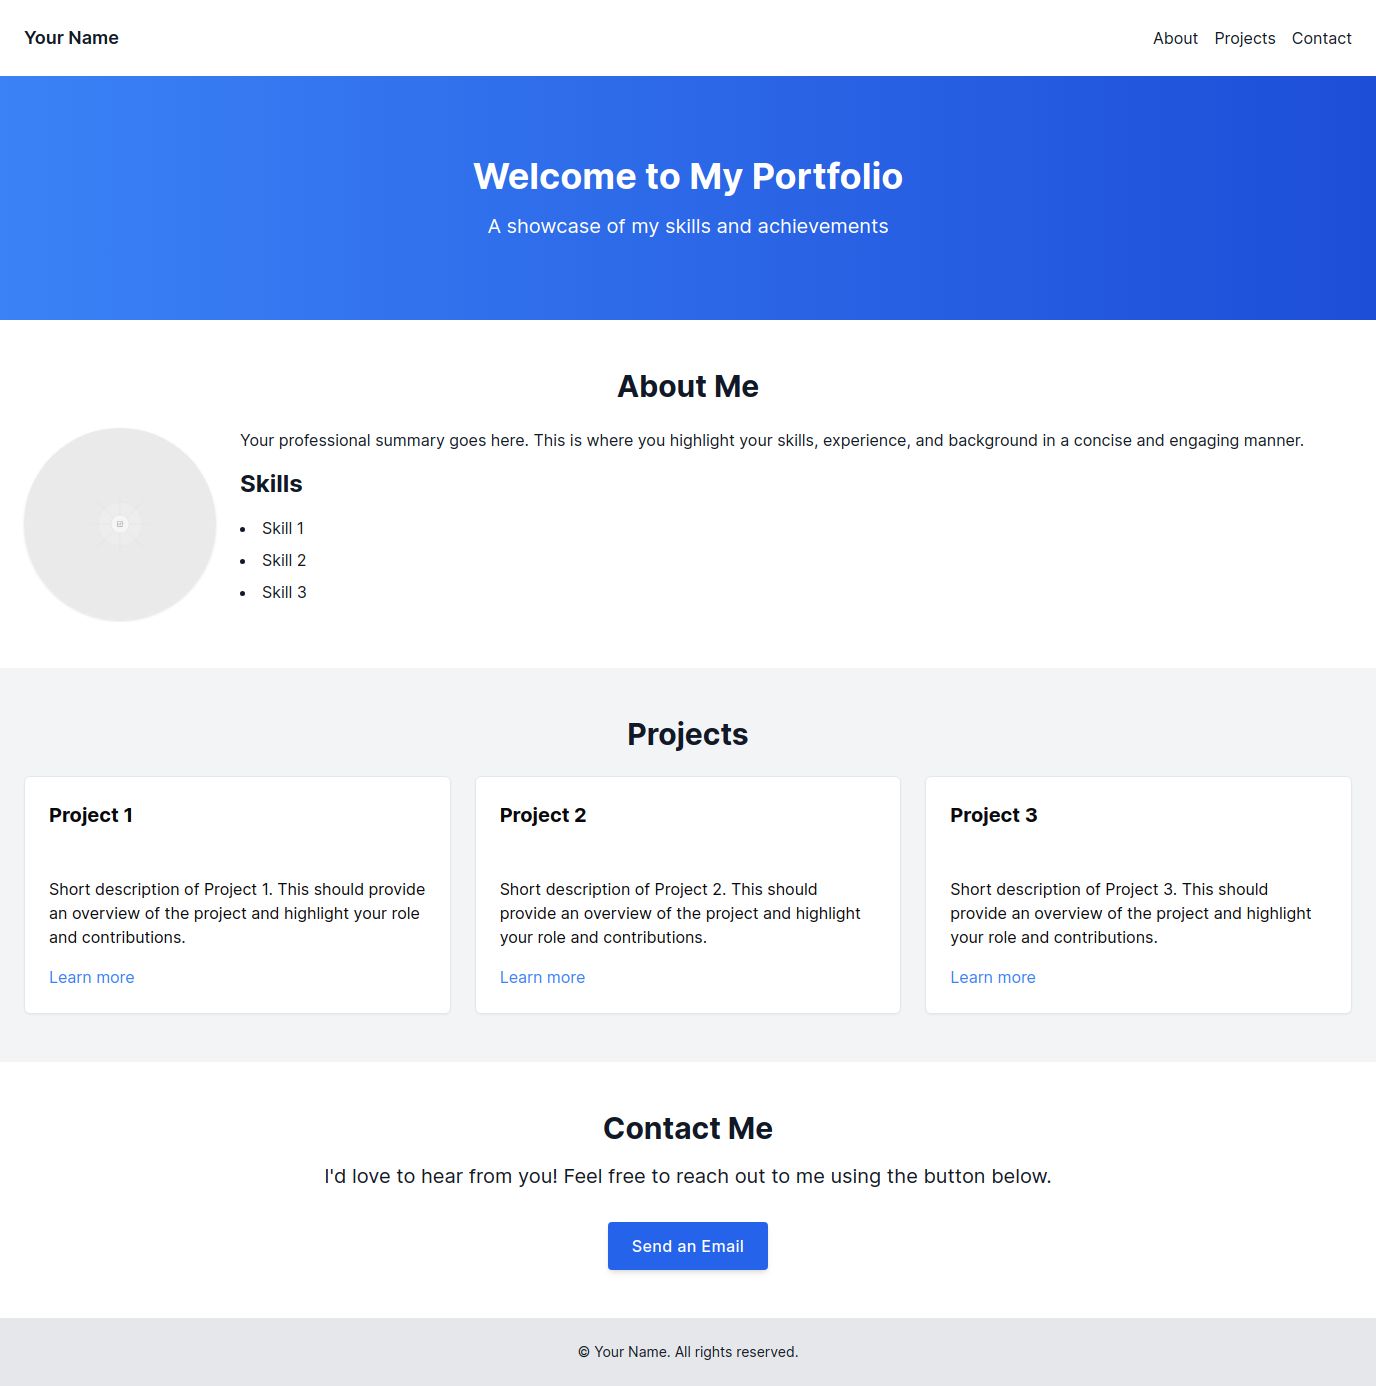 Your Name
About Projects Contact
Welcome to My Portfolio
A showcase of my skills and achievements
About Me
Your professional summary goes here. This is where you highlight your skills, experience, and background in a concise and engaging manner.
Skills
• Skill 1
• Skill 2
• Skill 3
Projects
Project 1
Short description of Project 1. This should provide
an overview of the project and highlight your role
and contributions.
Learn more
Project 2
Short description of Project 2. This should
provide an overview of the project and highlight
your role and contributions.
Learn more
Project 3
Short description of Project 3. This should
provide an overview of the project and highlight
your role and contributions.
Learn more
Contact Me
I'd love to hear from you! Feel free to reach out to me using the button below.
Send an Email
© Your Name. All rights reserved.